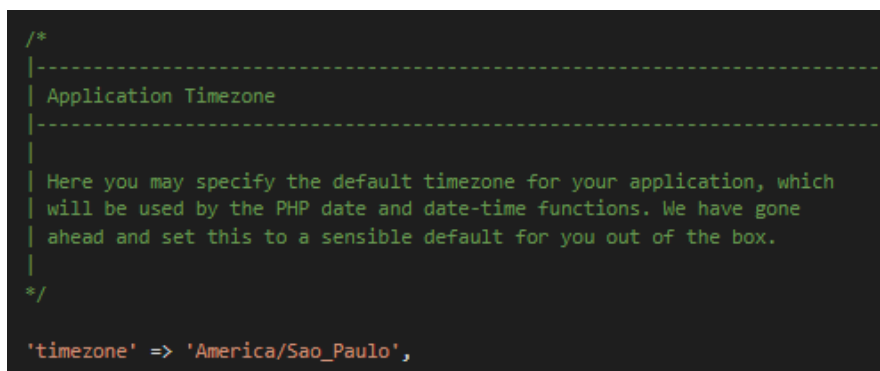 /*
|--------------------------------------------------------------------------
| Application Timezone
|--------------------------------------------------------------------------
|
| Here you may specify the default timezone for your application, which
| will be used by the PHP date and date-time functions. We have gone
| ahead and set this to a sensible default for you out of the box.
|
*/
'timezone' => 'America/Sao_Paulo',